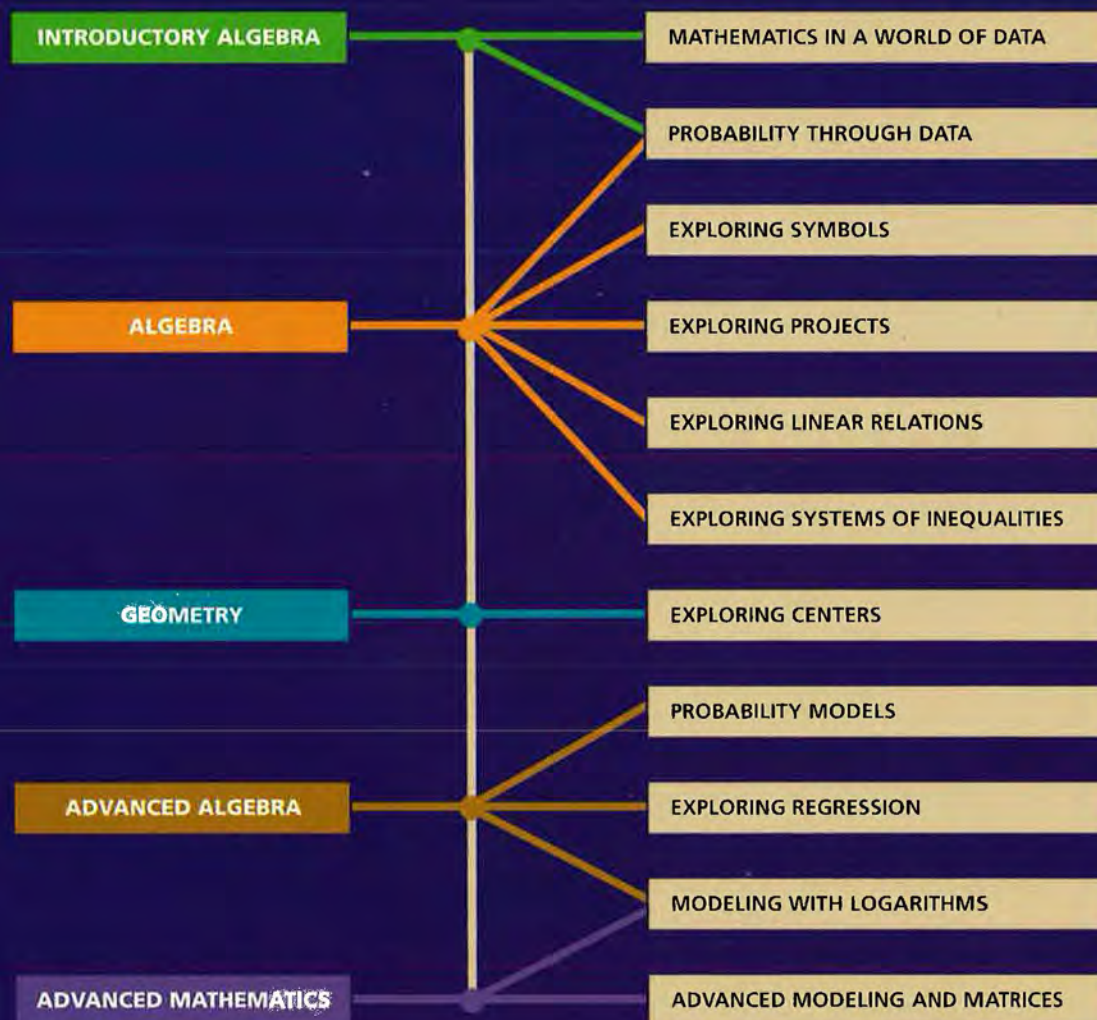 INTRODUCTORY ALGEBRA
MATHEMATICS IN A WORLD OF DATA
PROBABILITY THROUGH DATA
EXPLORING SYMBOLS
ALGEBRA
EXPLORING PROJECTS
EXPLORING LINEAR RELATIONS
EXPLORING SYSTEMS OF INEQUALITIES
GEOMETRY
EXPLORING CENTERS
PROBABILITY MODELS
ADVANCED ALGEBRA
EXPLORING REGRESSION
MODELING WITH LOGARITHMS
ADVANCED MATHEMATICS
ADVANCED MODELING AND MATRICES